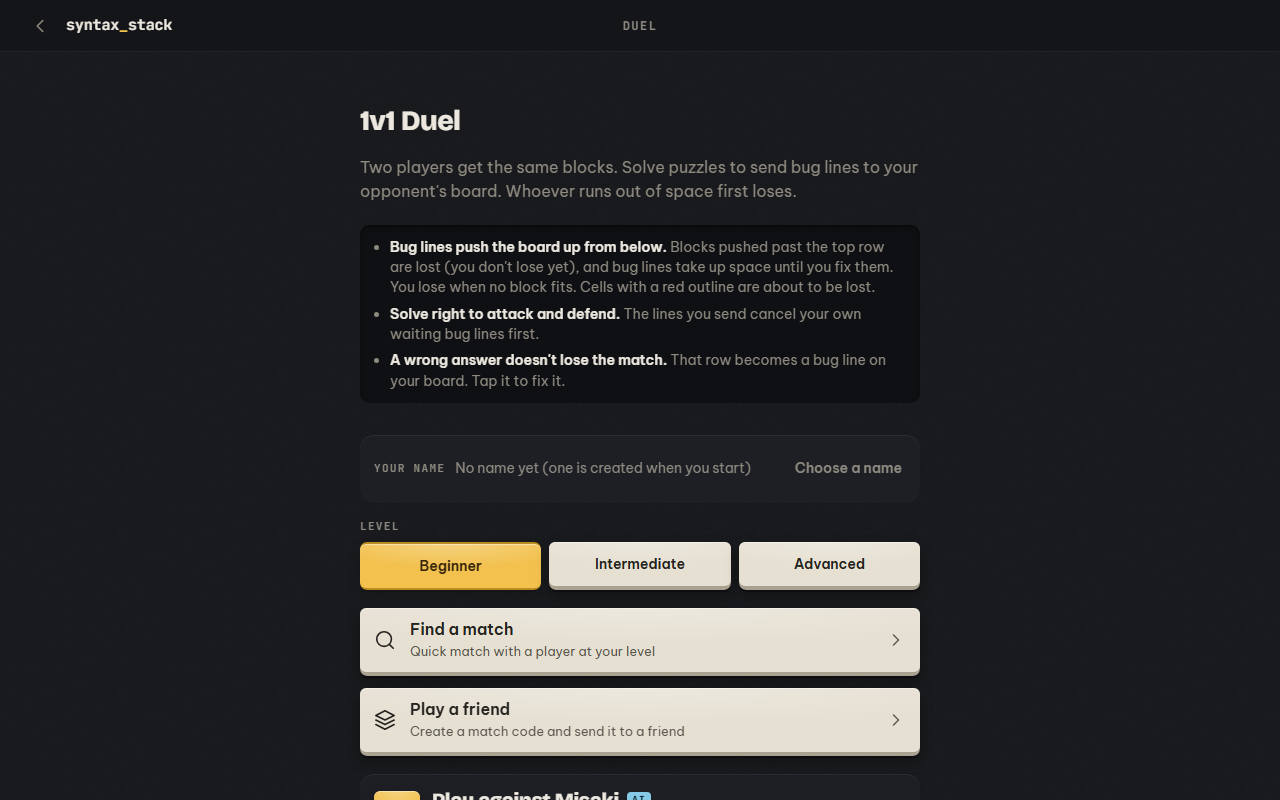 syntax_stack
DUEL
1v1 Duel
Two players get the same blocks. Solve puzzles to send bug lines to your
opponent's board. Whoever runs out of space first loses.
Bug lines push the board up from below. Blocks pushed past the top row
are lost (you don't lose yet), and bug lines take up space until you fix them.
You lose when no block fits. Cells with a red outline are about to be lost.
Solve right to attack and defend. The lines you send cancel your own
waiting bug lines first.
A wrong answer doesn't lose the match. That row becomes a bug line on
your board. Tap it to fix it.
YOUR NAME No name yet (one is created when you start) Choose a name
LEVEL
Beginner Intermediate Advanced
Find a match
Quick match with a player at your level
Play a friend
Create a match code and send it to a friend
Play against Misaki AI